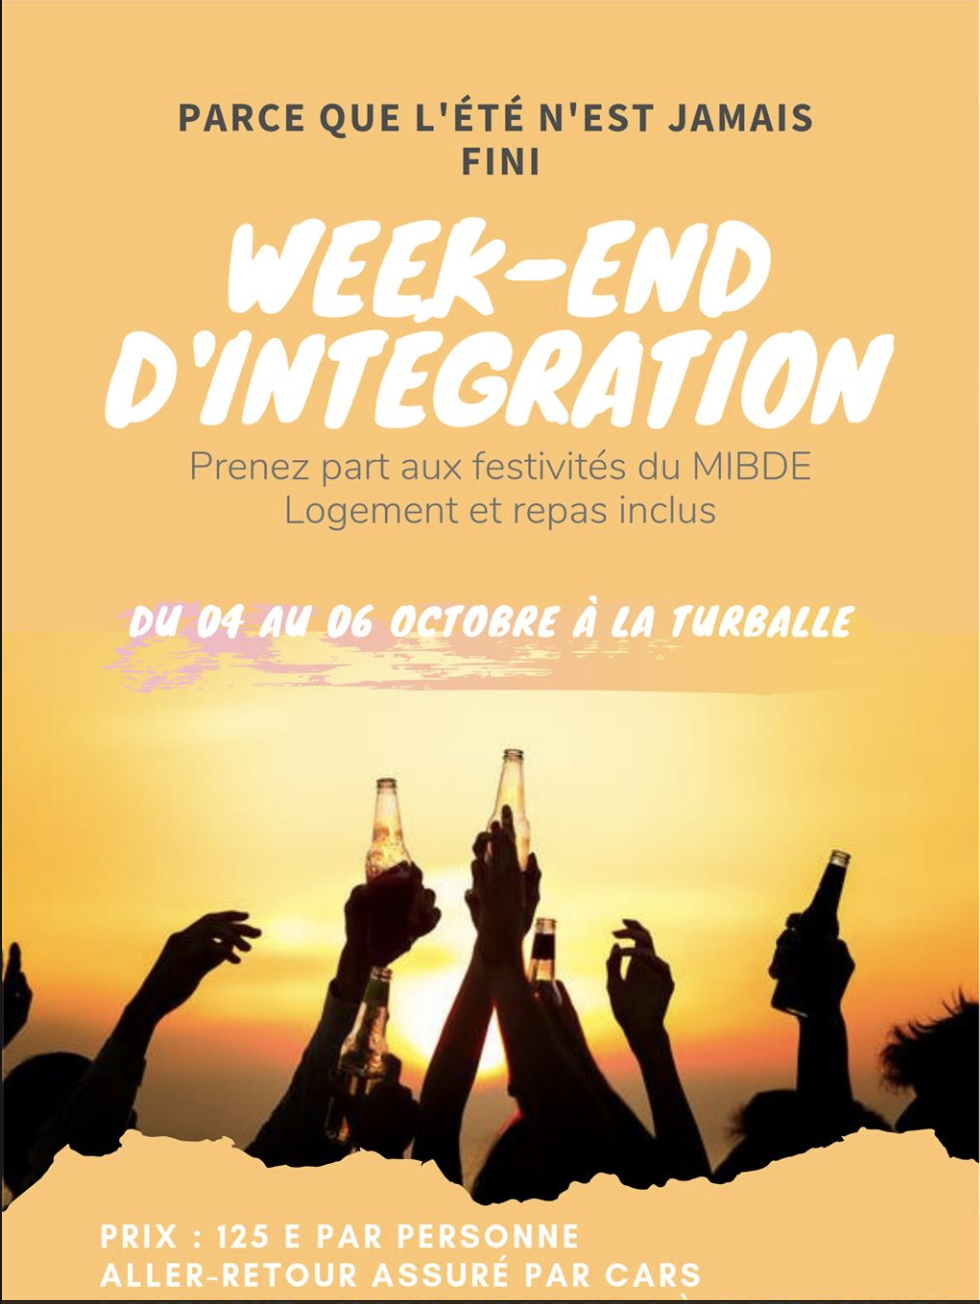 PARCE QUE L'ÉTÉ N'EST JAMAIS
FINI
WEEK-END
D'INTÉGRATION
Prenez part aux festivités du MIBDE
Logement et repas inclus
DU 04 AU 06 OCTOBRE À LA TURBALLE
PRIX : 125 E PAR PERSONNE
ALLER-RETOUR ASSURÉ PAR CARS